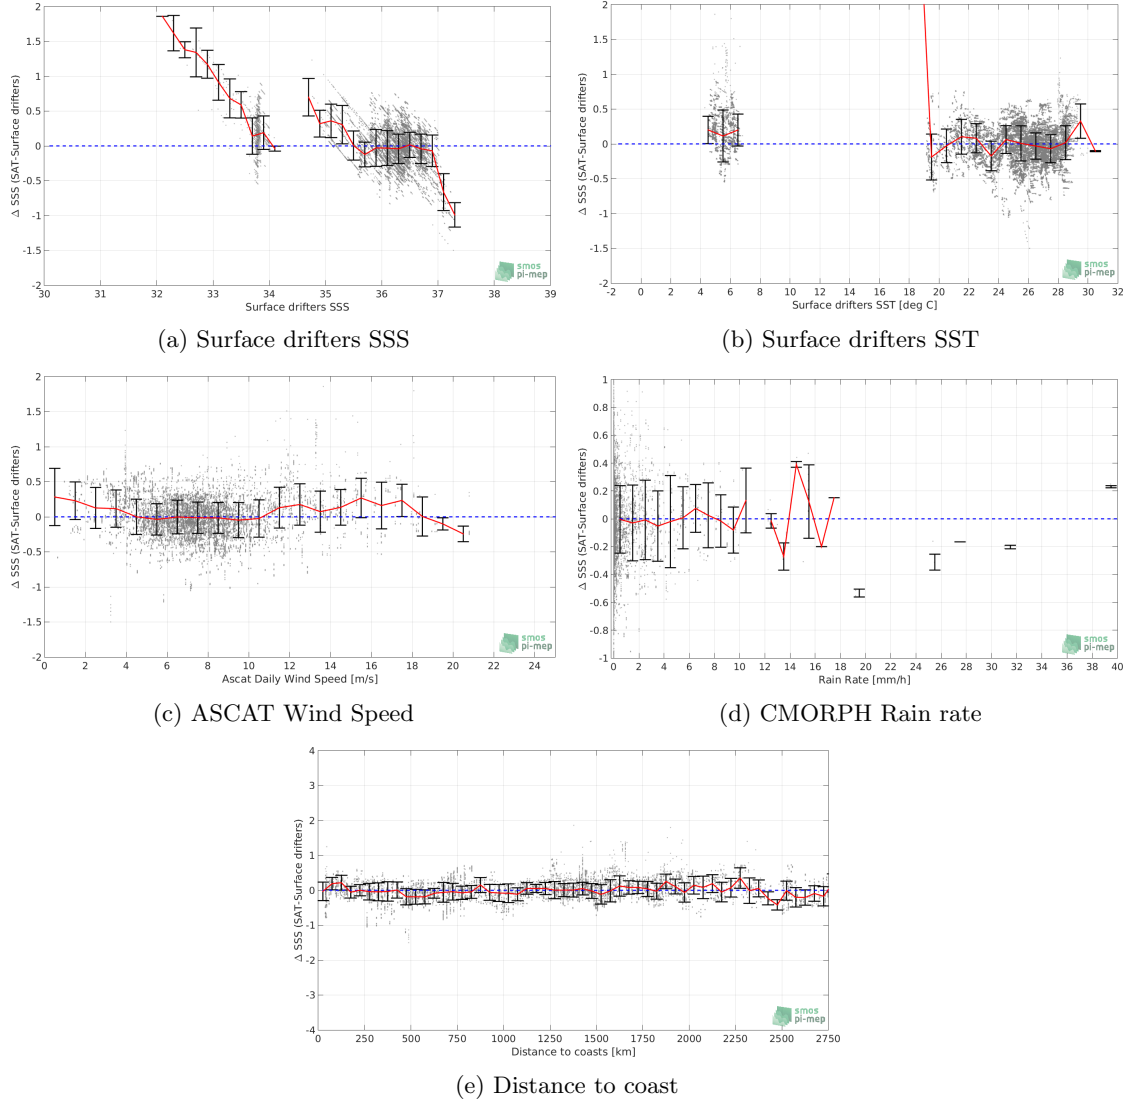 2
1.5
1
0.5
0
-0.5
-1
-1.5
-2
Δ SSS (SAT-Surface drifters)
30 31 32 33 34 35 36 37 38 39
Surface drifters SSS
smos
pi-mep
(a) Surface drifters SSS
2
1.5
1
0.5
0
-0.5
-1
-1.5
-2
Δ SSS (SAT-Surface drifters)
-2 0 2 4 6 8 10 12 14 16 18 20 22 24 26 28 30 32
Surface drifters SST [deg C]
smos
pi-mep
(b) Surface drifters SST
2
1.5
1
0.5
0
-0.5
-1
-1.5
-2
Δ SSS (SAT-Surface drifters)
0 2 4 6 8 10 12 14 16 18 20 22 24
Ascat Daily Wind Speed [m/s]
smos
pi-mep
(c) ASCAT Wind Speed
1
0.8
0.6
0.4
0.2
0
-0.2
-0.4
-0.6
-0.8
-1
Δ SSS (SAT-Surface drifters)
0 2 4 6 8 10 12 14 16 18 20 22 24 26 28 30 32 34 36 38 40
Rain Rate [mm/h]
smos
pi-mep
(d) CMORPH Rain rate
4
3
2
1
0
-1
-2
-3
-4
Δ SSS (SAT-Surface drifters)
0 250 500 750 1000 1250 1500 1750 2000 2250 2500 2750
Distance to coasts [km]
smos
pi-mep
(e) Distance to coast